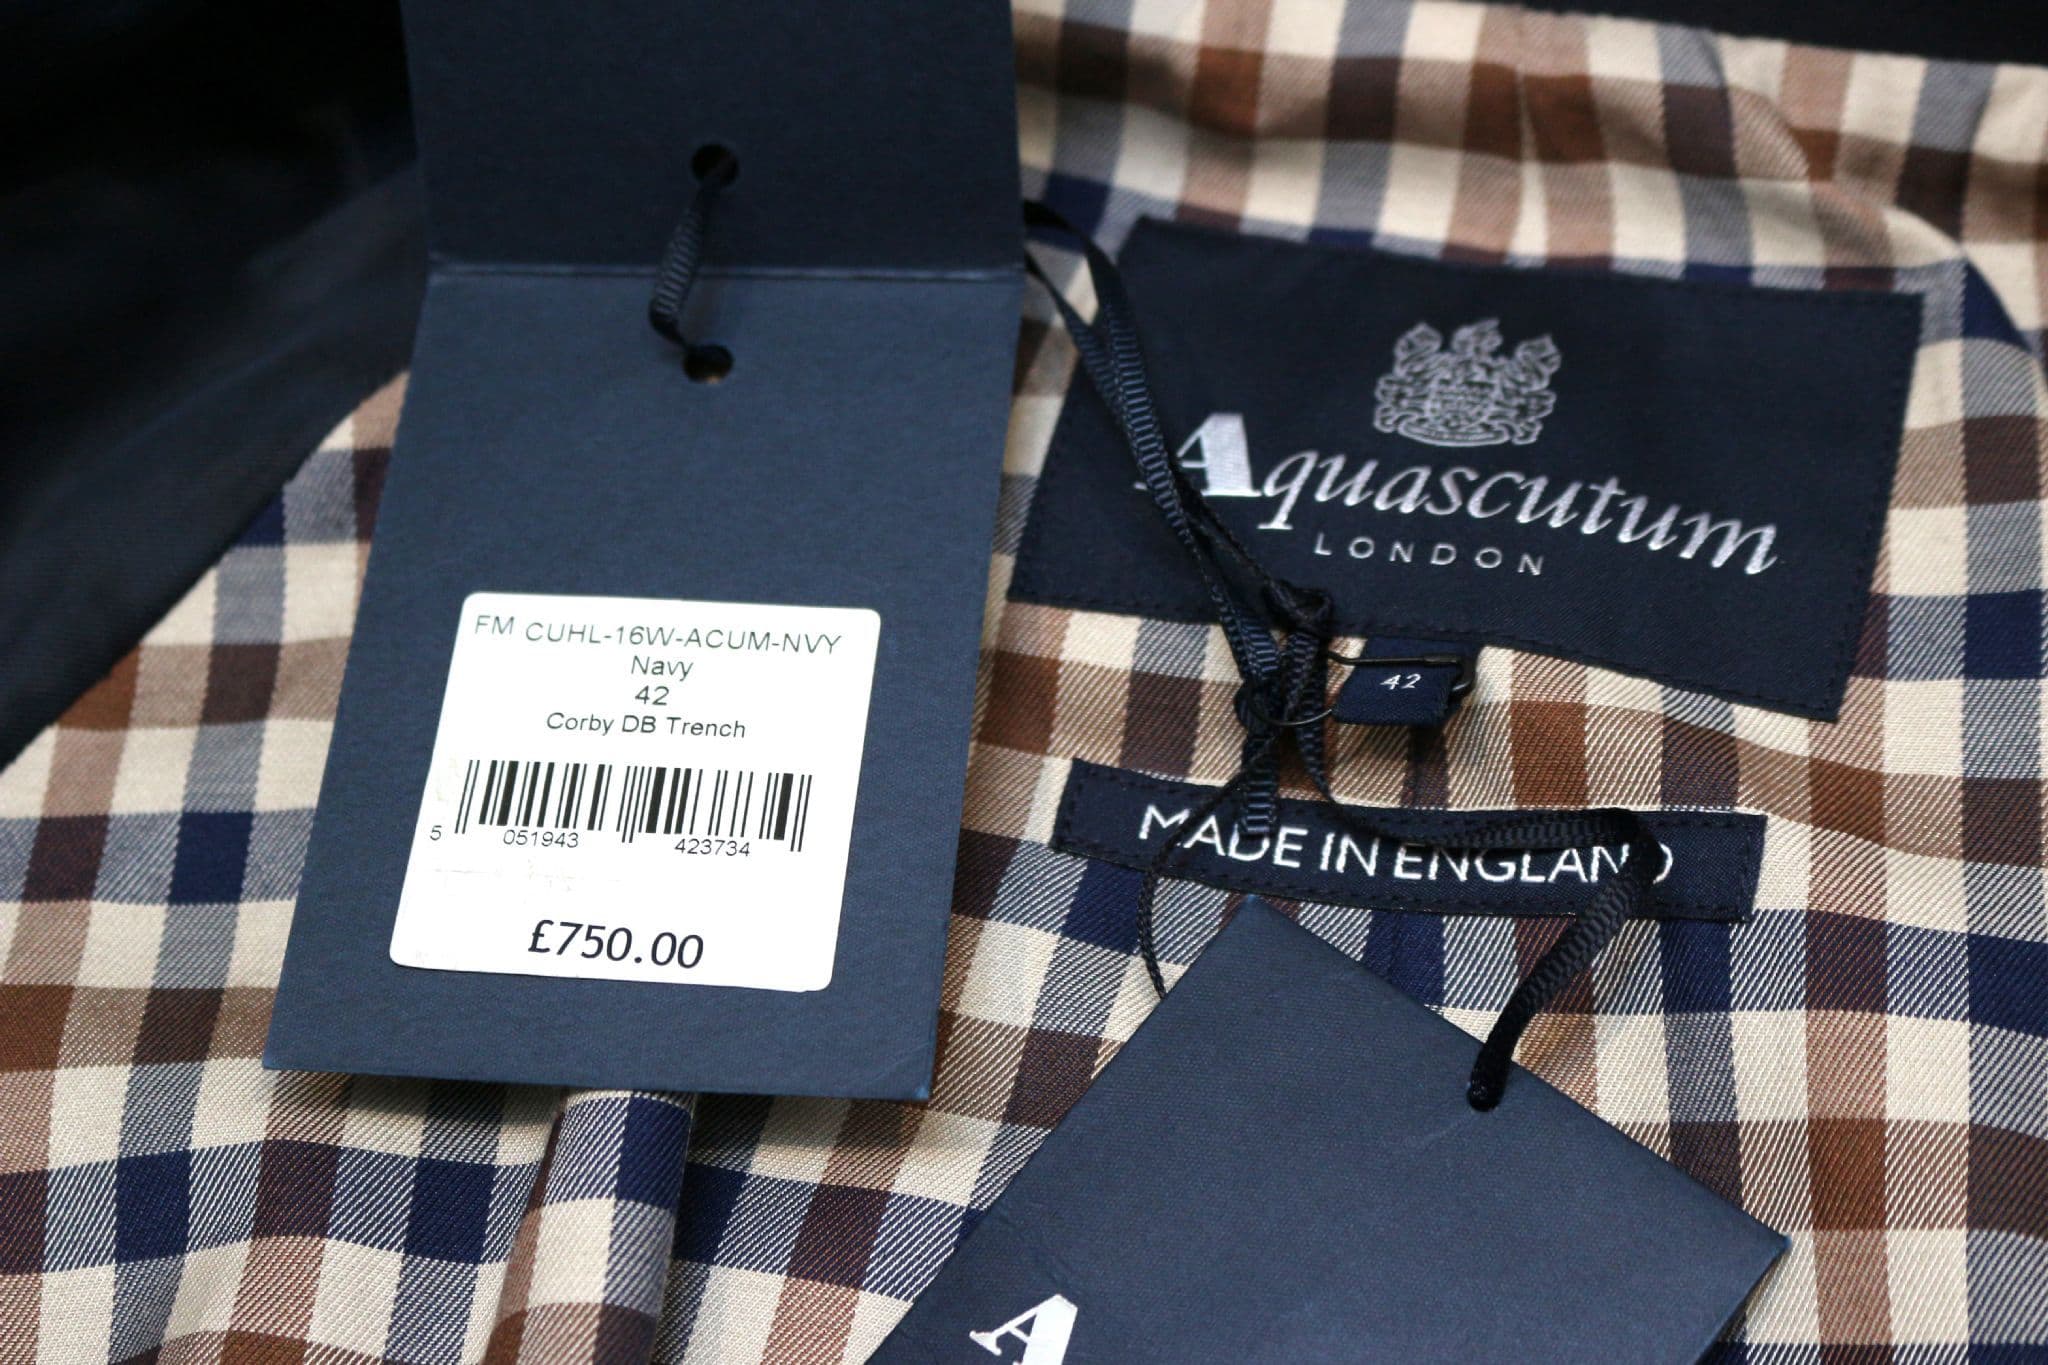 FM CUHL-16W-ACUM-NVY
Navy
42
Corby DB Trench
5 051943 423734
£750.00
Aquascutum
LONDON
42
MADE IN ENGLAND
A